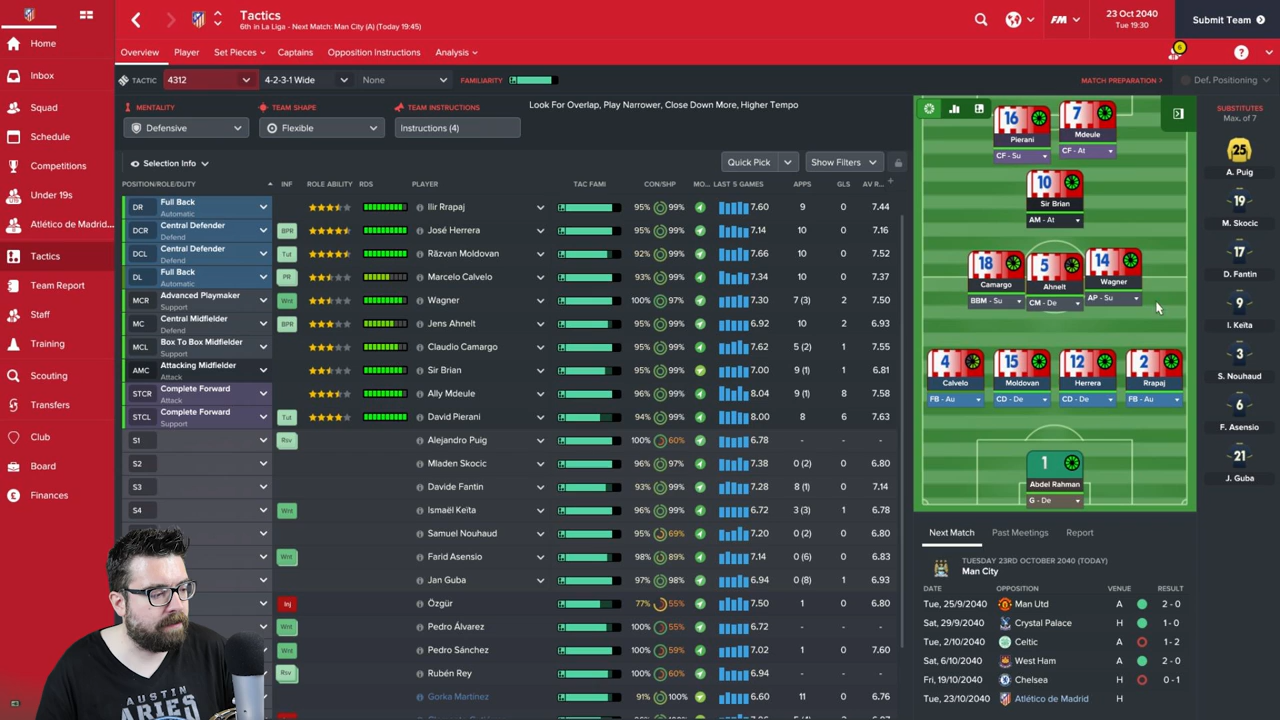 Tactics
6th in La Liga - Next Match: Man City (A) (Today 19:45)
FM
23 Oct 2040
Tue 19:30
Submit Team
Home
Inbox
Squad
Schedule
Competitions
Under 19s
Atlético de Madrid...
Tactics
Team Report
Staff
Training
Scouting
Transfers
Club
Board
Finances
Overview Player Set Pieces Captains Opposition Instructions Analysis
6
?
TACTIC 4312 4-2-3-1 Wide None FAMILIARITY
MATCH PREPARATION > Def. Positioning
MENTALITY TEAM SHAPE TEAM INSTRUCTIONS
Look For Overlap, Play Narrower, Close Down More, Higher Tempo
Defensive Flexible Instructions (4)
Selection Info Quick Pick Show Filters
POSITION/ROLE/DUTY INF ROLE ABILITY RDS PLAYER TAC FAMI CON/SHP MO... LAST 5 GAMES APPS GLS AV R...
DR Full Back Automatic Ilir Rrapaj 95% 99% 7.60 9 0 7.44
DCR Central Defender Defend BPR José Herrera 95% 99% 7.14 10 0 7.16
DCL Central Defender Defend Tut Răzvan Moldovan 92% 99% 7.66 10 0 7.52
DL Full Back Automatic PR Marcelo Calvelo 93% 99% 7.34 10 0 7.37
MCR Advanced Playmaker Support Wnt Wagner 100% 97% 7.30 7 (3) 2 7.50
MC Central Midfielder Defend BPR Jens Ahnelt 95% 99% 6.92 10 2 6.93
MCL Box To Box Midfielder Support Claudio Camargo 95% 99% 7.62 5 (2) 1 7.55
AMC Attacking Midfielder Attack Sir Brian 95% 99% 7.00 9 (1) 1 6.81
STCR Complete Forward Attack Ally Mdeule 96% 99% 8.04 9 (1) 8 7.58
STCL Complete Forward Support Tut David Pierani 94% 99% 8.00 8 6 7.63
S1 Rsv Alejandro Puig 100% 60% 6.78 - - -
S2 Mladen Skocic 96% 97% 7.38 0 (2) 0 6.80
S3 Davide Fantin 93% 99% 7.28 8 (1) 0 7.14
S4 Wnt Ismaël Keïta 96% 99% 6.72 3 (3) 0 6.78
Samuel Nouhaud 95% 69% 7.20 0 (2) 0 6.80
Wnt Farid Asensio 98% 89% 7.14 0 (6) 0 6.83
Jan Guba 97% 98% 6.94 0 (8) 1 6.93
Inj Özgür 77% 55% 7.50 1 0 6.80
Wnt Pedro Álvarez 100% 55% 6.72 - - -
Wnt Pedro Sánchez 100% 59% 7.02 1 0 7.60
Rsv Rubén Rey 100% 60% 6.94 - - -
Gorka Martínez 91% 100% 6.60 11 0 6.76
16 Pierani CF - Su
7 Mdeule CF - At
10 Sir Brian AM - At
18 Camargo BBM - Su
5 Ahnelt CM - De
14 Wagner AP - Su
4 Calvelo FB - Au
15 Moldovan CD - De
12 Herrera CD - De
2 Rrapaj FB - Au
1 Abdel Rahman G - De
SUBSTITUTES
Max. of 7
25
A. Puig
19
M. Skocic
17
D. Fantin
9
I. Keïta
3
S. Nouhaud
6
F. Asensio
21
J. Guba
Next Match Past Meetings Report
TUESDAY 23RD OCTOBER 2040 (TODAY)
Man City
DATE OPPOSITION VENUE RESULT
Tue, 25/9/2040 Man Utd A 2-0
Sat, 29/9/2040 Crystal Palace H 1-0
Tue, 2/10/2040 Celtic A 1-2
Sat, 6/10/2040 West Ham A 2-0
Fri, 19/10/2040 Chelsea H 0-1
Tue, 23/10/2040 Atlético de Madrid H
AUSTIN
ARIES